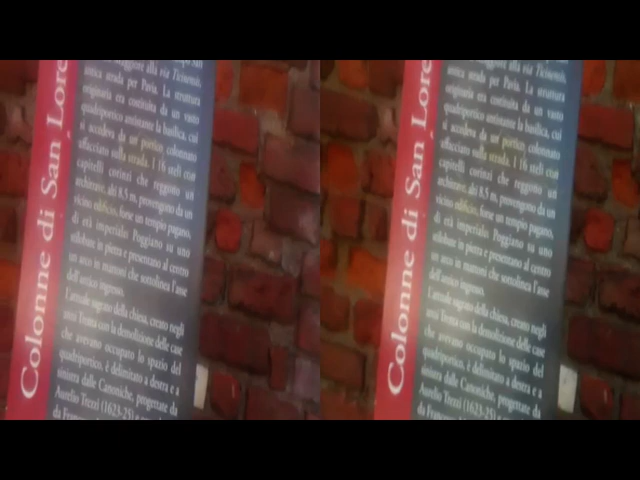 Colonne di San Lore
antica strada per Pavia. La struttura
originaria era costituita da un vasto
quadriportico antistante la basilica, cui
si accedeva da un portico colonnato
affacciato sulla strada. I 16 steli con
capitelli corinzi che reggono un
architrave, alti 8,5 m, provengono da un
vicino edificio, forse un tempio pagano,
di età imperiale. Poggiano su uno
stilobate in pietra e presentano al centro
un arco in mattoni che sottolinea l'asse
dell'antico ingresso.
L'attuale sagrato della chiesa, creato negli
anni Trenta con la demolizione delle case
che avevano occupato lo spazio del
quadriportico, è delimitato a destra e a
sinistra dalle Canoniche, progettate da
Aurelio Trezzi (1623-25)